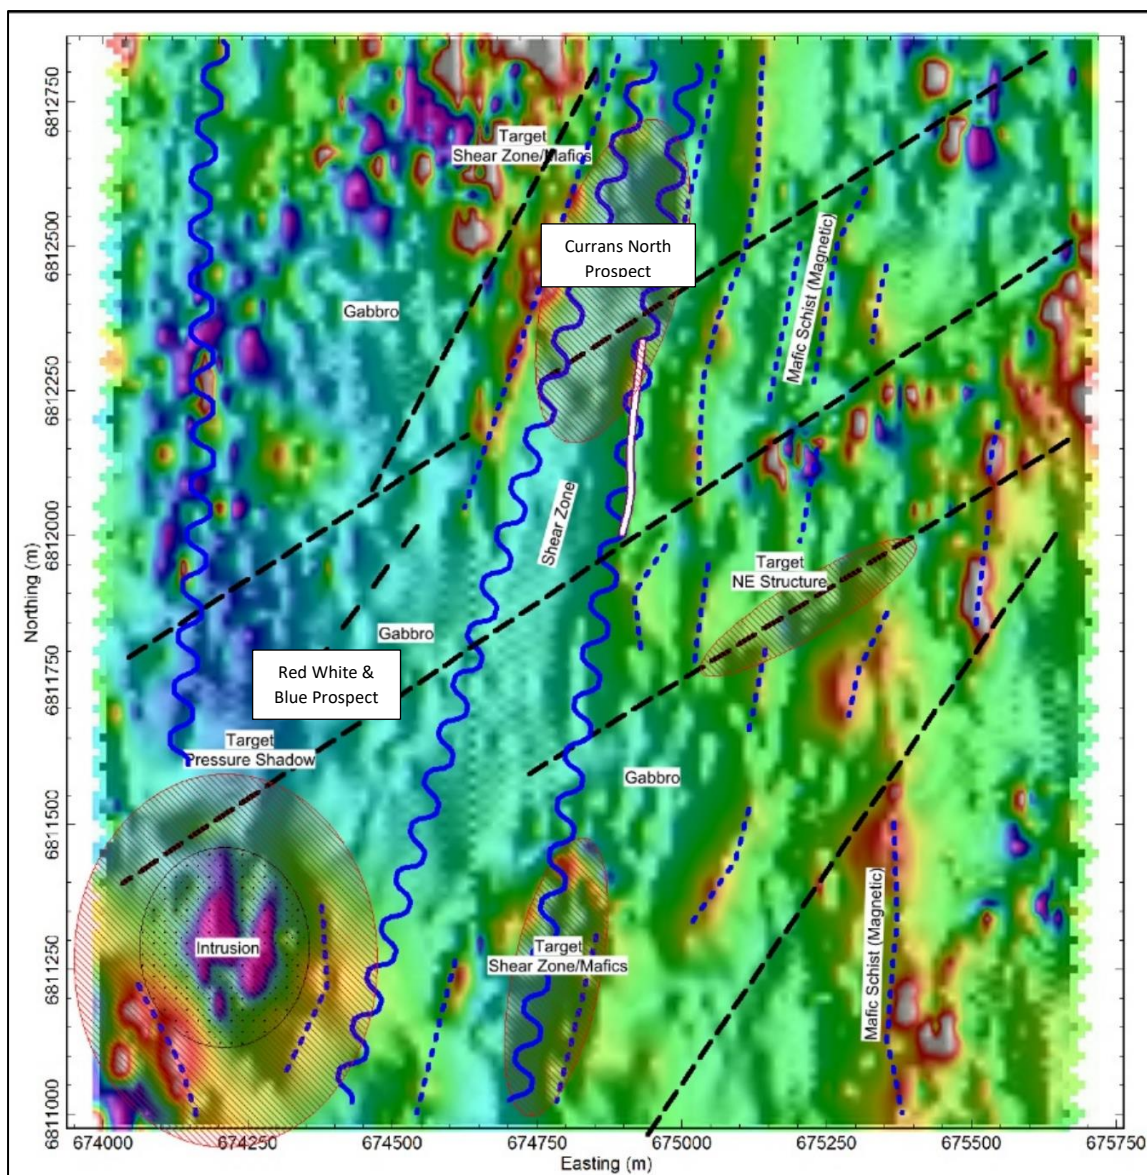 Target
Shear Zone/Mafics
Currans North
Prospect
Gabbro
Mafic Schist (Magnetic)
Shear Zone
Target
NE Structure
Gabbro
Red White &
Blue Prospect
Target
Pressure Shadow
Gabbro
Intrusion
Target
Shear Zone/Mafics
Mafic Schist (Magnetic)
Northing (m)
6812750
6812500
6812250
6812000
6811750
6811500
6811250
6811000
674000
674250
674500
674750
675000
675250
675500
675750
Easting (m)